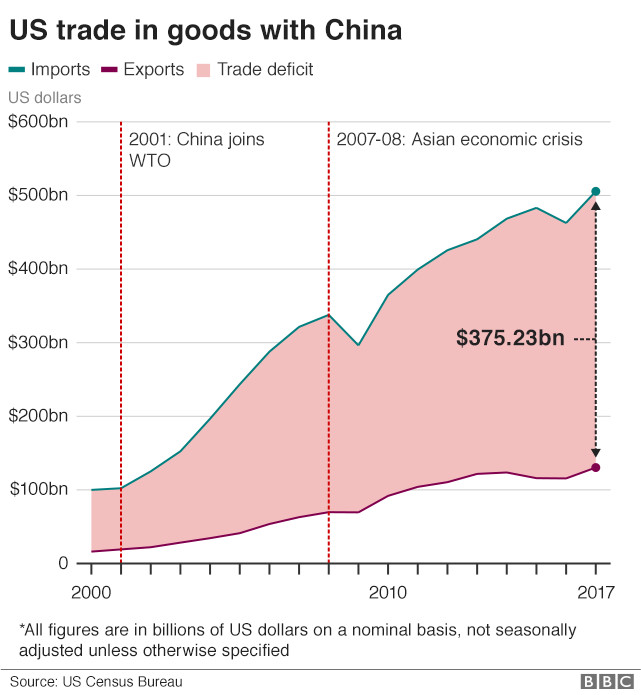 US trade in goods with China
Imports Exports Trade deficit
US dollars
$600bn
2001: China joins
WTO
2007-08: Asian economic crisis
$500bn
$400bn
$375.23bn
$300bn
$200bn
$100bn
0
2000 2010 2017
*All figures are in billions of US dollars on a nominal basis, not seasonally
adjusted unless otherwise specified
Source: US Census Bureau BBC